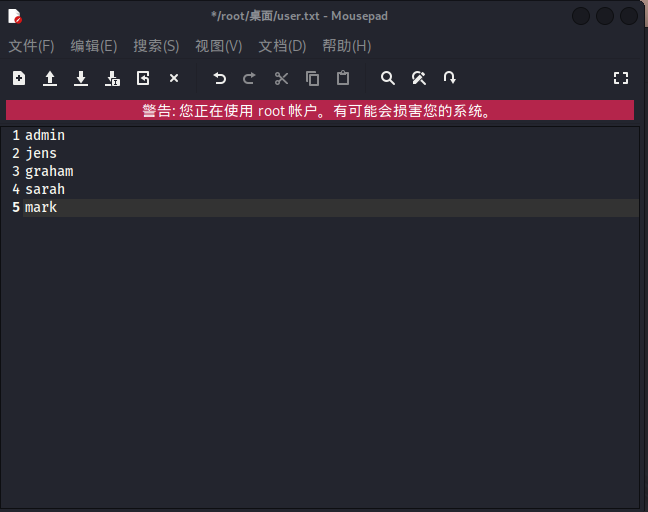 */root/桌面/user.txt - Mousepad
文件(F) 编辑(E) 搜索(S) 视图(V) 文档(D) 帮助(H)
警告: 您正在使用 root 帐户。有可能会损害您的系统。
1 admin
2 jens
3 graham
4 sarah
5 mark